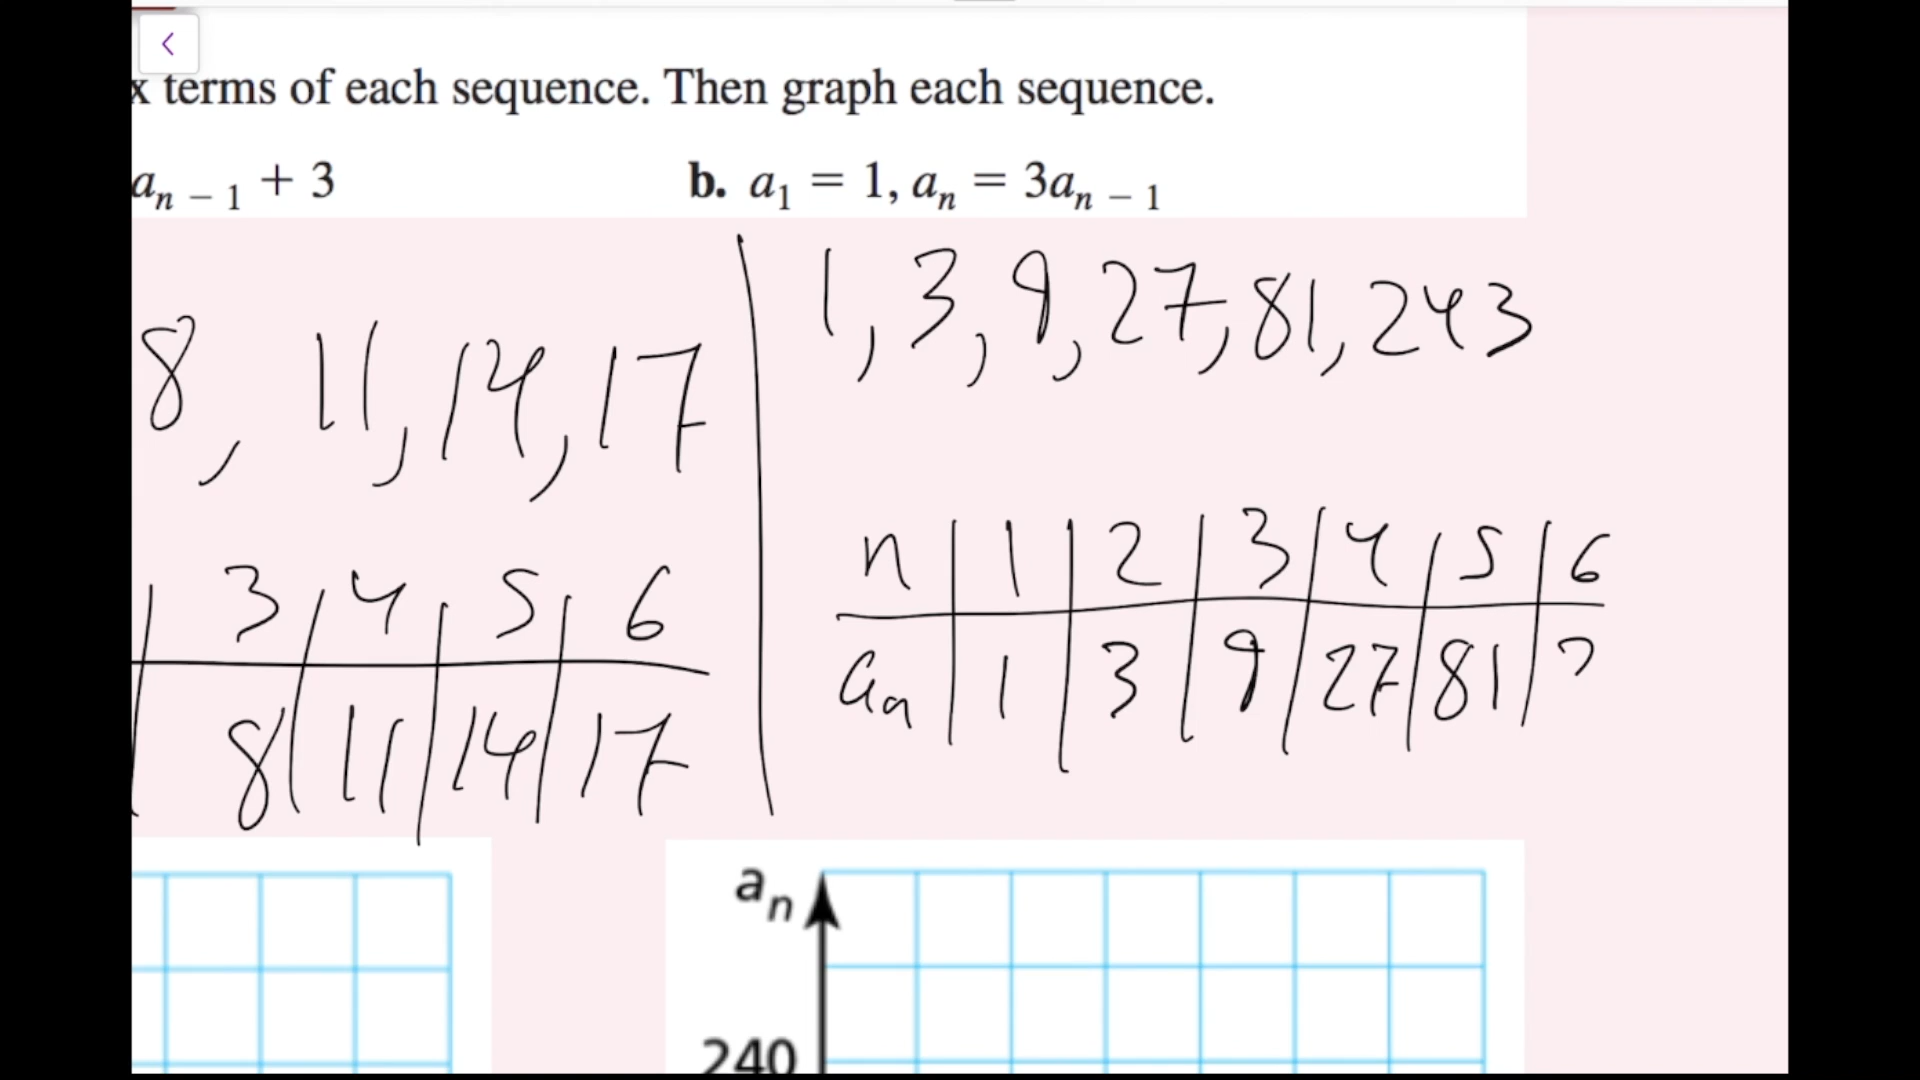 x terms of each sequence. Then graph each sequence.
aₙ ₋ ₁ + 3
b. a₁ = 1, aₙ = 3aₙ ₋ ₁
8, 11, 14, 17
1, 3, 9, 27, 81, 243
3 4 5 6
8 11 14 17
n 1 2 3 4 5 6
aₙ 1 3 9 27 81 2
aₙ
240